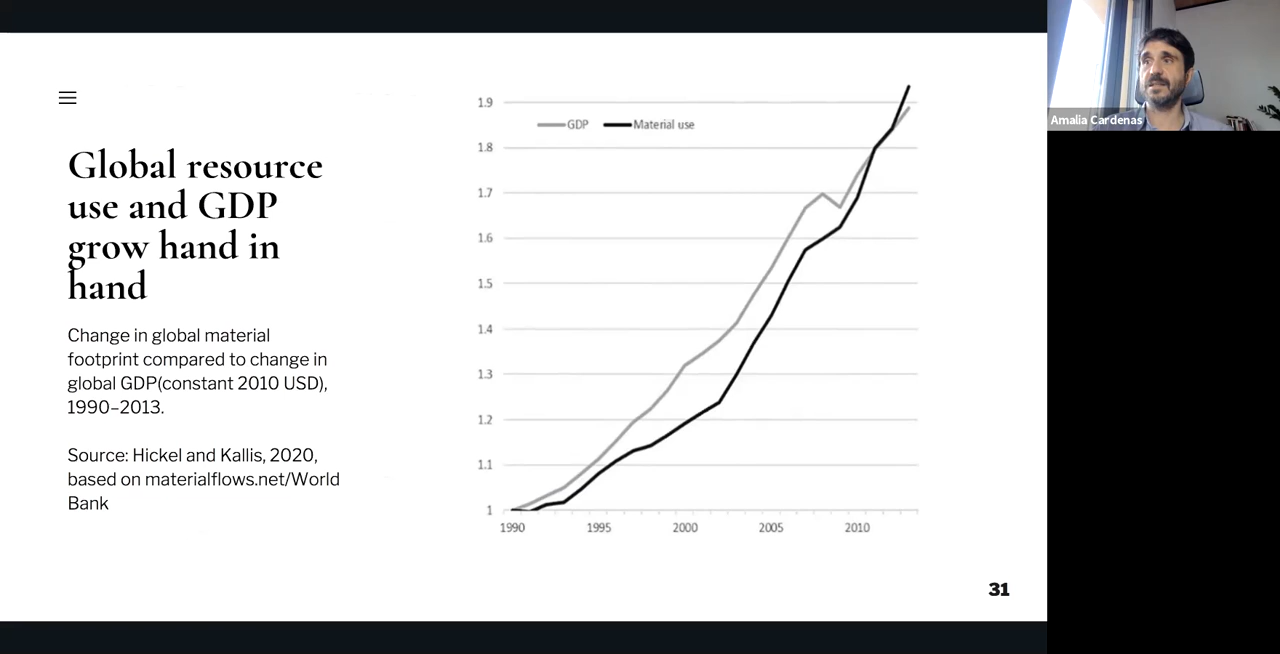 Global resource
use and GDP
grow hand in
hand
Change in global material
footprint compared to change in
global GDP(constant 2010 USD),
1990–2013.
Source: Hickel and Kallis, 2020,
based on materialflows.net/World
Bank
GDP Material use
1.9
1.8
1.7
1.6
1.5
1.4
1.3
1.2
1.1
1
1990 1995 2000 2005 2010
31
Amalia Cardenas